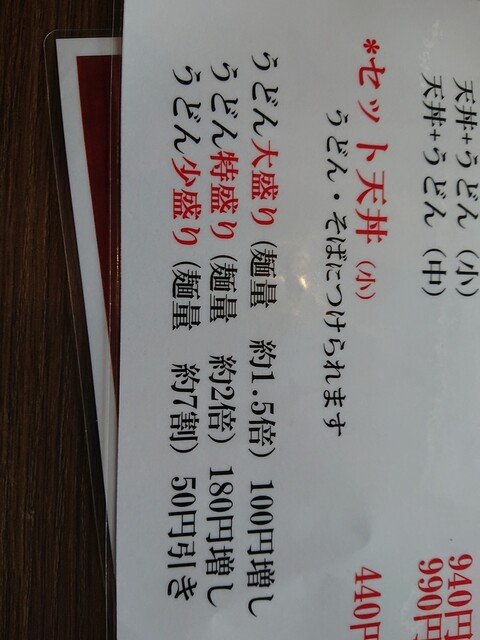 天丼+うどん（小） 940円
天丼+うどん（中） 990円
*セット天丼（小） 440円
うどん・そばにつけられます
うどん大盛り（麺量　約1.5倍）100円増し
うどん特盛り（麺量　約2倍）180円増し
うどん少盛り（麺量　約7割）50円引き